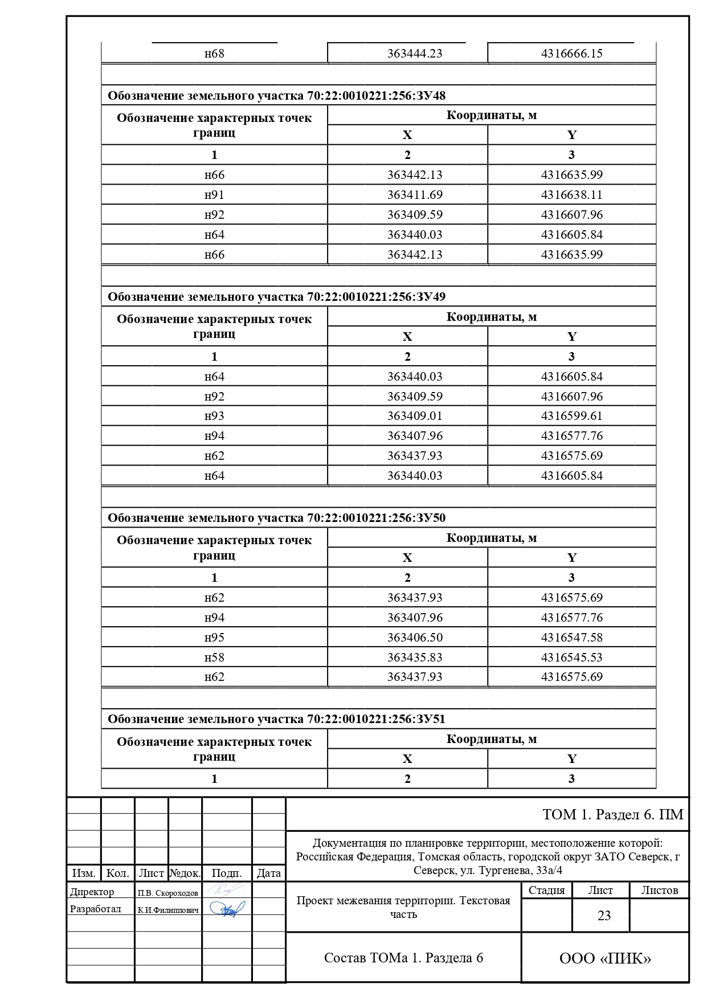 н68 363444.23 4316666.15
Обозначение земельного участка 70:22:0010221:256:ЗУ48
Обозначение характерных точек Координаты, м
границ X Y
1 2 3
н66 363442.13 4316635.99
н91 363411.69 4316638.11
н92 363409.59 4316607.96
н64 363440.03 4316605.84
н66 363442.13 4316635.99
Обозначение земельного участка 70:22:0010221:256:ЗУ49
Обозначение характерных точек Координаты, м
границ X Y
1 2 3
н64 363440.03 4316605.84
н92 363409.59 4316607.96
н93 363409.01 4316599.61
н94 363407.96 4316577.76
н62 363437.93 4316575.69
н64 363440.03 4316605.84
Обозначение земельного участка 70:22:0010221:256:ЗУ50
Обозначение характерных точек Координаты, м
границ X Y
1 2 3
н62 363437.93 4316575.69
н94 363407.96 4316577.76
н95 363406.50 4316547.58
н58 363435.83 4316545.53
н62 363437.93 4316575.69
Обозначение земельного участка 70:22:0010221:256:ЗУ51
Обозначение характерных точек Координаты, м
границ X Y
1 2 3
ТОМ 1. Раздел 6. ПМ
Документация по планировке территории, местоположение которой:
Российская Федерация, Томская область, городской округ ЗАТО Северск, г
Северск, ул. Тургенева, 33а/4
Изм. Кол. Лист №док. Подп. Дата
Директор П.В. Скороходов
Разработал К.И.Филиппович
Проект межевания территории. Текстовая
часть
Стадия Лист Листов
23
Состав ТОМа 1. Раздела 6
ООО «ПИК»